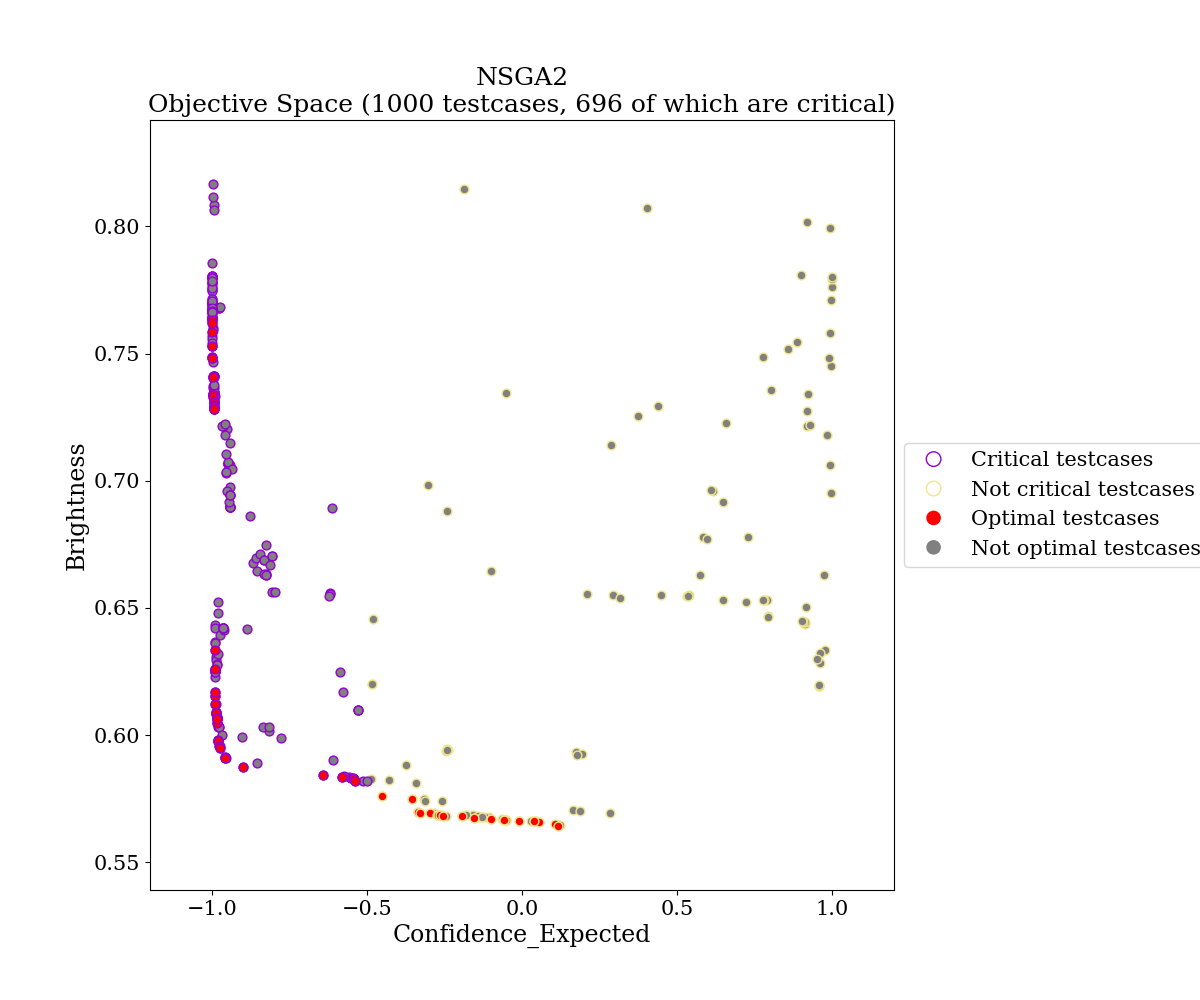 NSGA2
Objective Space (1000 testcases, 696 of which are critical)
0.80
0.75
0.70
0.65
0.60
0.55
Brightness
−1.0
−0.5
0.0
0.5
1.0
Confidence_Expected
Critical testcases
Not critical testcases
Optimal testcases
Not optimal testcases